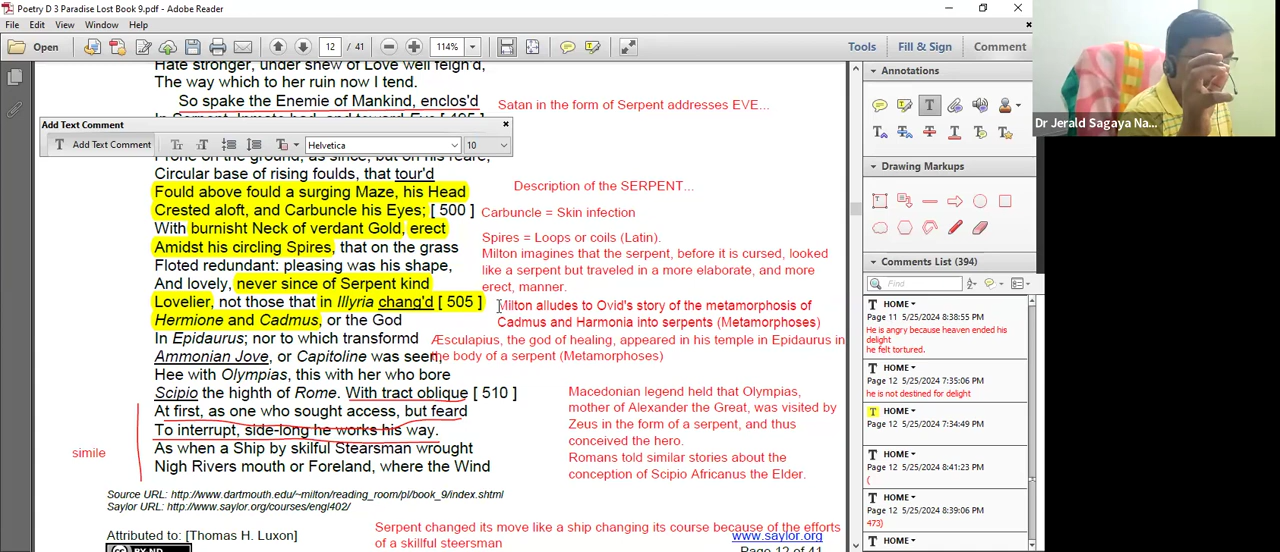 Poetry D 3 Paradise Lost Book 9.pdf - Adobe Reader
File Edit View Window Help
Open 12 / 41 114% Tools Fill & Sign Comment
Hate stronger, under shew of Love well feign'd,
The way which to her ruin now I tend.
So spake the Enemie of Mankind, enclos'd
Satan in the form of Serpent addresses EVE...
Add Text Comment
Add Text Comment Helvetica 10
Prone on the ground, as since, but on his reare,
Circular base of rising foulds, that tour'd
Fould above fould a surging Maze, his Head
Description of the SERPENT...
Crested aloft, and Carbuncle his Eyes; [ 500 ]
Carbuncle = Skin infection
With burnisht Neck of verdant Gold, erect
Amidst his circling Spires, that on the grass
Floted redundant: pleasing was his shape,
And lovely, never since of Serpent kind
Lovelier, not those that in Illyria chang'd [ 505 ]
Hermione and Cadmus, or the God
In Epidaurus; nor to which transformd
Ammonian Jove, or Capitoline was seen,
Hee with Olympias, this with her who bore
Scipio the highth of Rome. With tract oblique [ 510 ]
At first, as one who sought access, but feard
To interrupt, side-long he works his way.
As when a Ship by skilful Stearsman wrought
Nigh Rivers mouth or Foreland, where the Wind
Spires = Loops or coils (Latin).
Milton imagines that the serpent, before it is cursed, looked
like a serpent but traveled in a more elaborate, and more
erect, manner.
Milton alludes to Ovid's story of the metamorphosis of
Cadmus and Harmonia into serpents (Metamorphoses)
Æsculapius, the god of healing, appeared in his temple in Epidaurus in
the body of a serpent (Metamorphoses)
Macedonian legend held that Olympias,
mother of Alexander the Great, was visited by
Zeus in the form of a serpent, and thus
conceived the hero.
Romans told similar stories about the
conception of Scipio Africanus the Elder.
simile
Source URL: http://www.dartmouth.edu/~milton/reading_room/pl/book_9/index.shtml
Saylor URL: http://www.saylor.org/courses/engl402/
Serpent changed its move like a ship changing its course because of the efforts
of a skillful steersman
Attributed to: [Thomas H. Luxon]
www.saylor.org
Page 12 of 41
Annotations
Drawing Markups
Comments List (394)
Find
HOME
Page 11 5/25/2024 8:38:55 PM
He is angry because heaven ended his
delight
he felt tortured.
HOME
Page 12 5/25/2024 7:35:06 PM
he is not destined for delight
HOME
Page 12 5/25/2024 7:34:49 PM
HOME
Page 12 5/25/2024 8:41:23 PM
(
HOME
Page 12 5/25/2024 8:39:06 PM
473)
HOME
Dr Jerald Sagaya Na...